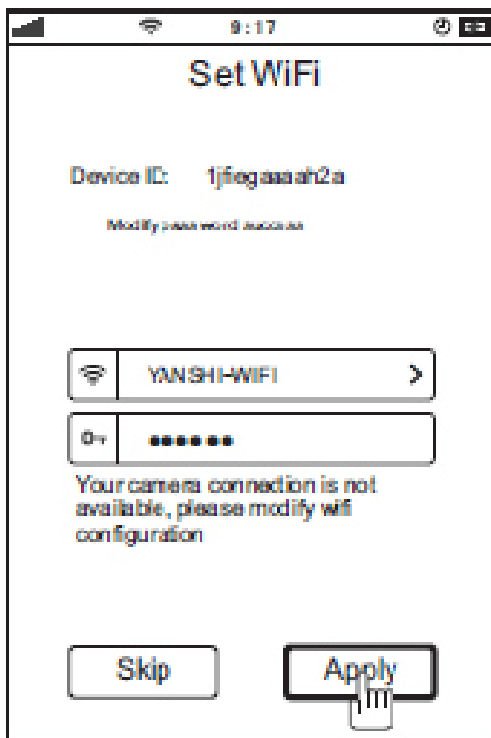 9:17
Set WiFi
Device ID: 1jfiegaaaah2a
Modify password success
YANSHI-WIFI
Your camera connection is not
available, please modify wifi
configuration
Skip Apply